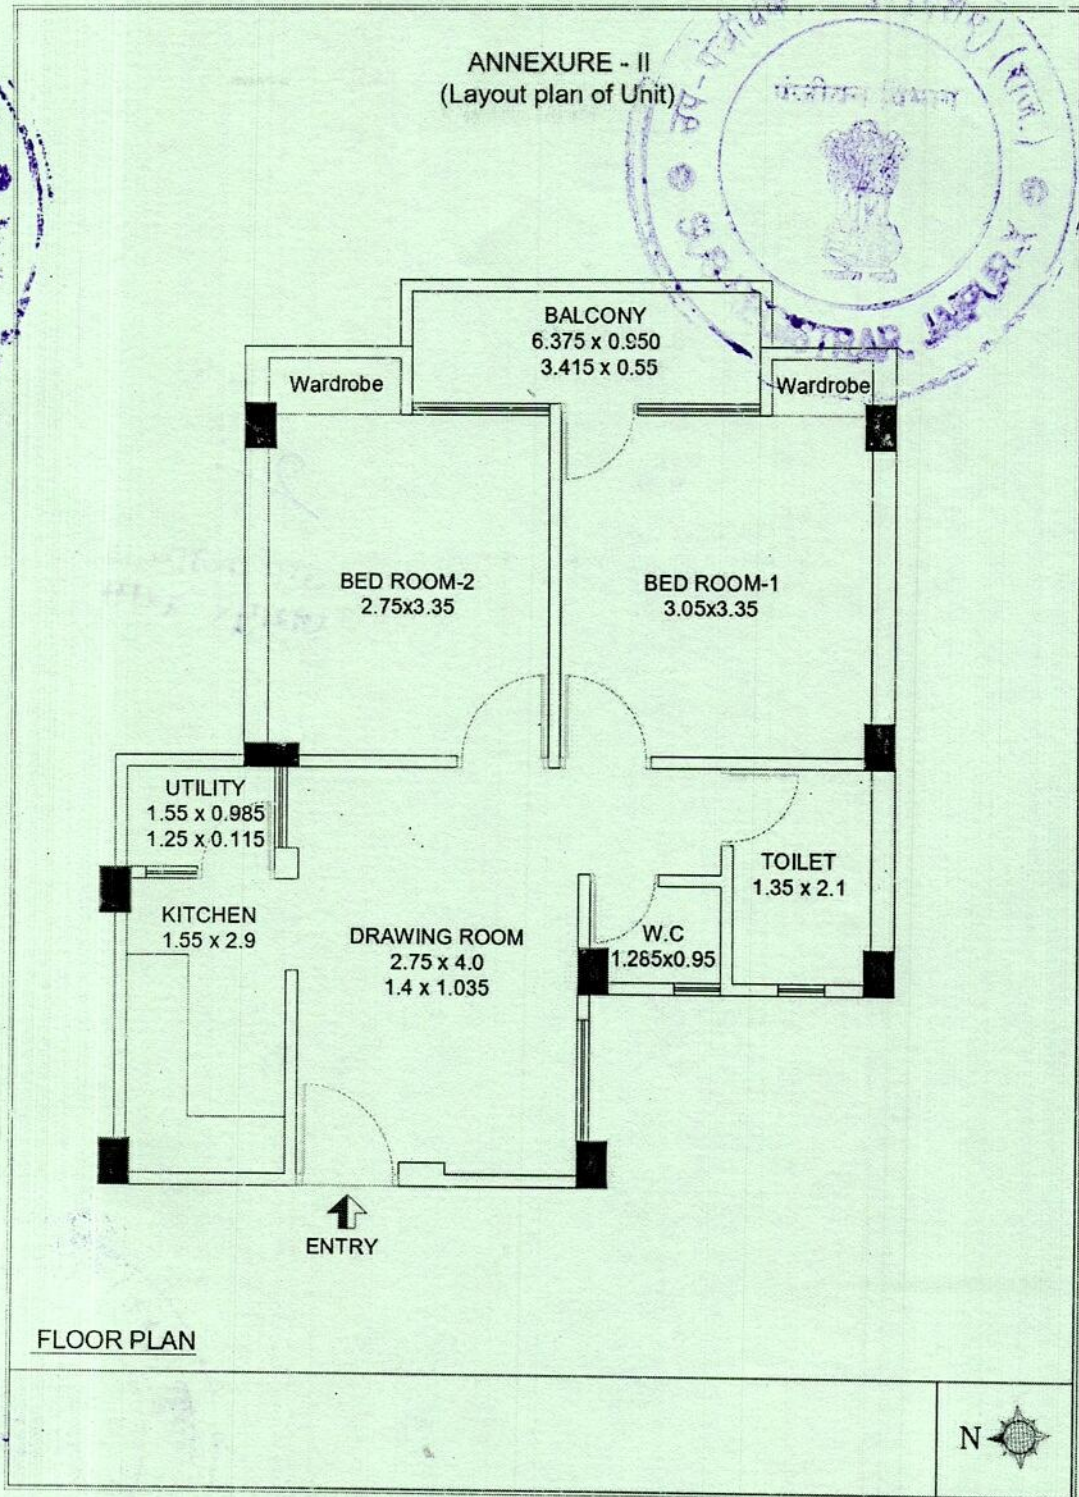 ANNEXURE - II
(Layout plan of Unit)
(राज.)
JAIPUR
BALCONY
6.375 x 0.950
3.415 x 0.55
Wardrobe
Wardrobe
BED ROOM-2
2.75x3.35
BED ROOM-1
3.05x3.35
UTILITY
1.55 x 0.985
1.25 x 0.115
TOILET
1.35 x 2.1
KITCHEN
1.55 x 2.9
DRAWING ROOM
2.75 x 4.0
1.4 x 1.035
W.C
1.265x0.95
ENTRY
FLOOR PLAN
N